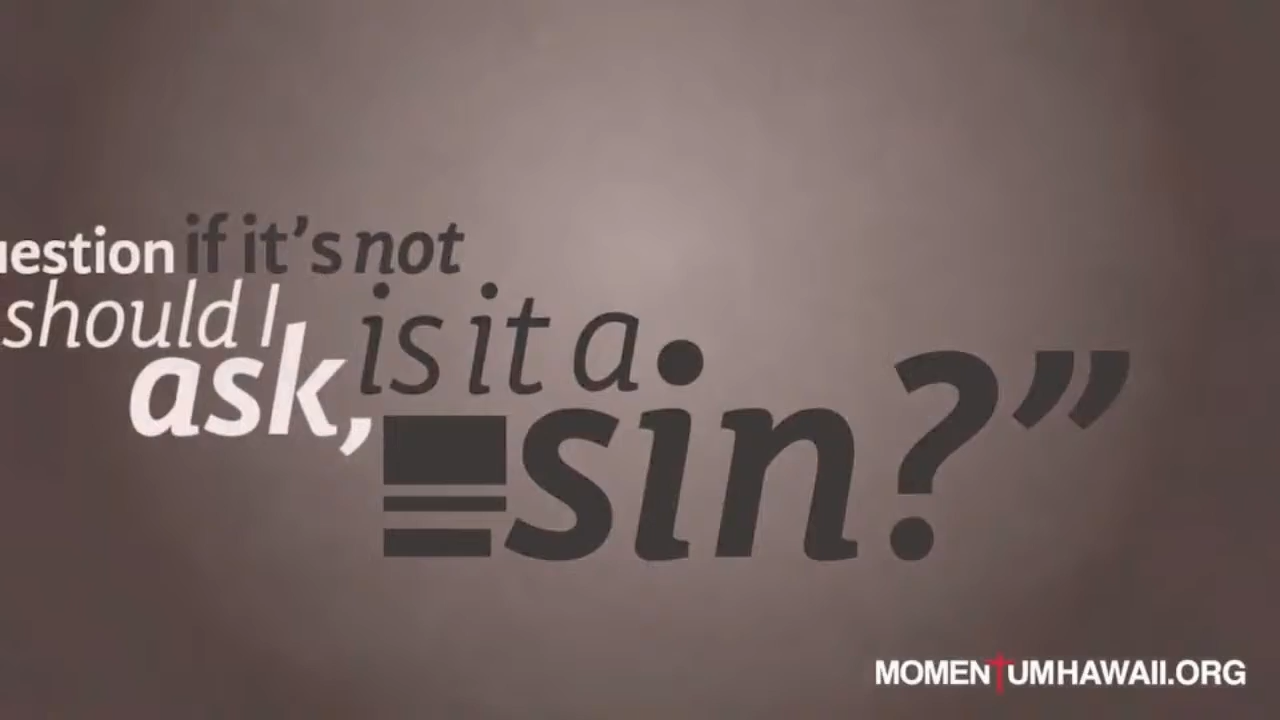 uestion if it's not
should I
ask, is it a
sin?”
MOMENTUMHAWAII.ORG